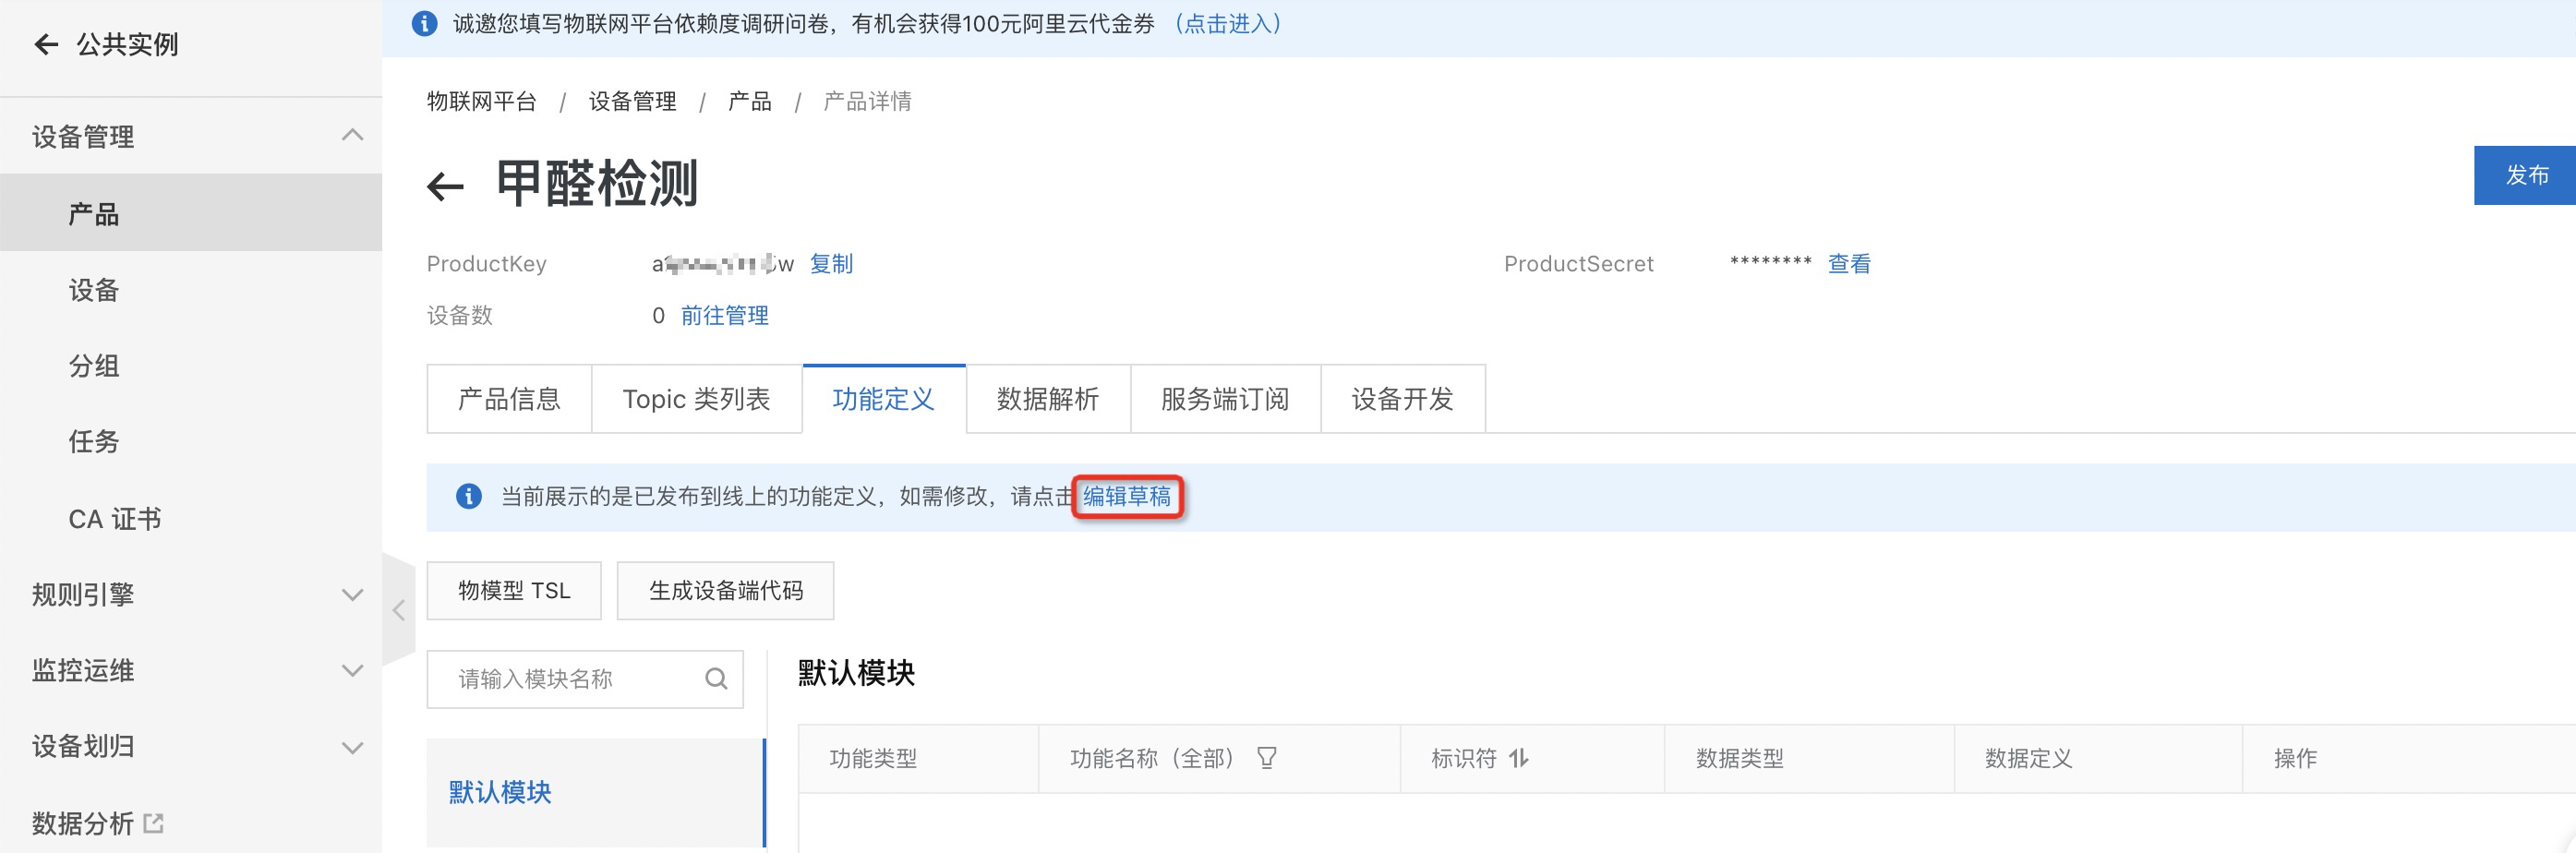 公共实例
设备管理
产品
设备
分组
任务
CA 证书
规则引擎
监控运维
设备划归
数据分析
诚邀您填写物联网平台依赖度调研问卷，有机会获得100元阿里云代金券 （点击进入）
物联网平台 / 设备管理 / 产品 / 产品详情
甲醛检测
发布
ProductKey 复制 ProductSecret ******** 查看
设备数 0 前往管理
产品信息 Topic 类列表 功能定义 数据解析 服务端订阅 设备开发
当前展示的是已发布到线上的功能定义，如需修改，请点击 编辑草稿
物模型 TSL 生成设备端代码
请输入模块名称
默认模块
默认模块
功能类型 功能名称（全部） 标识符 数据类型 数据定义 操作